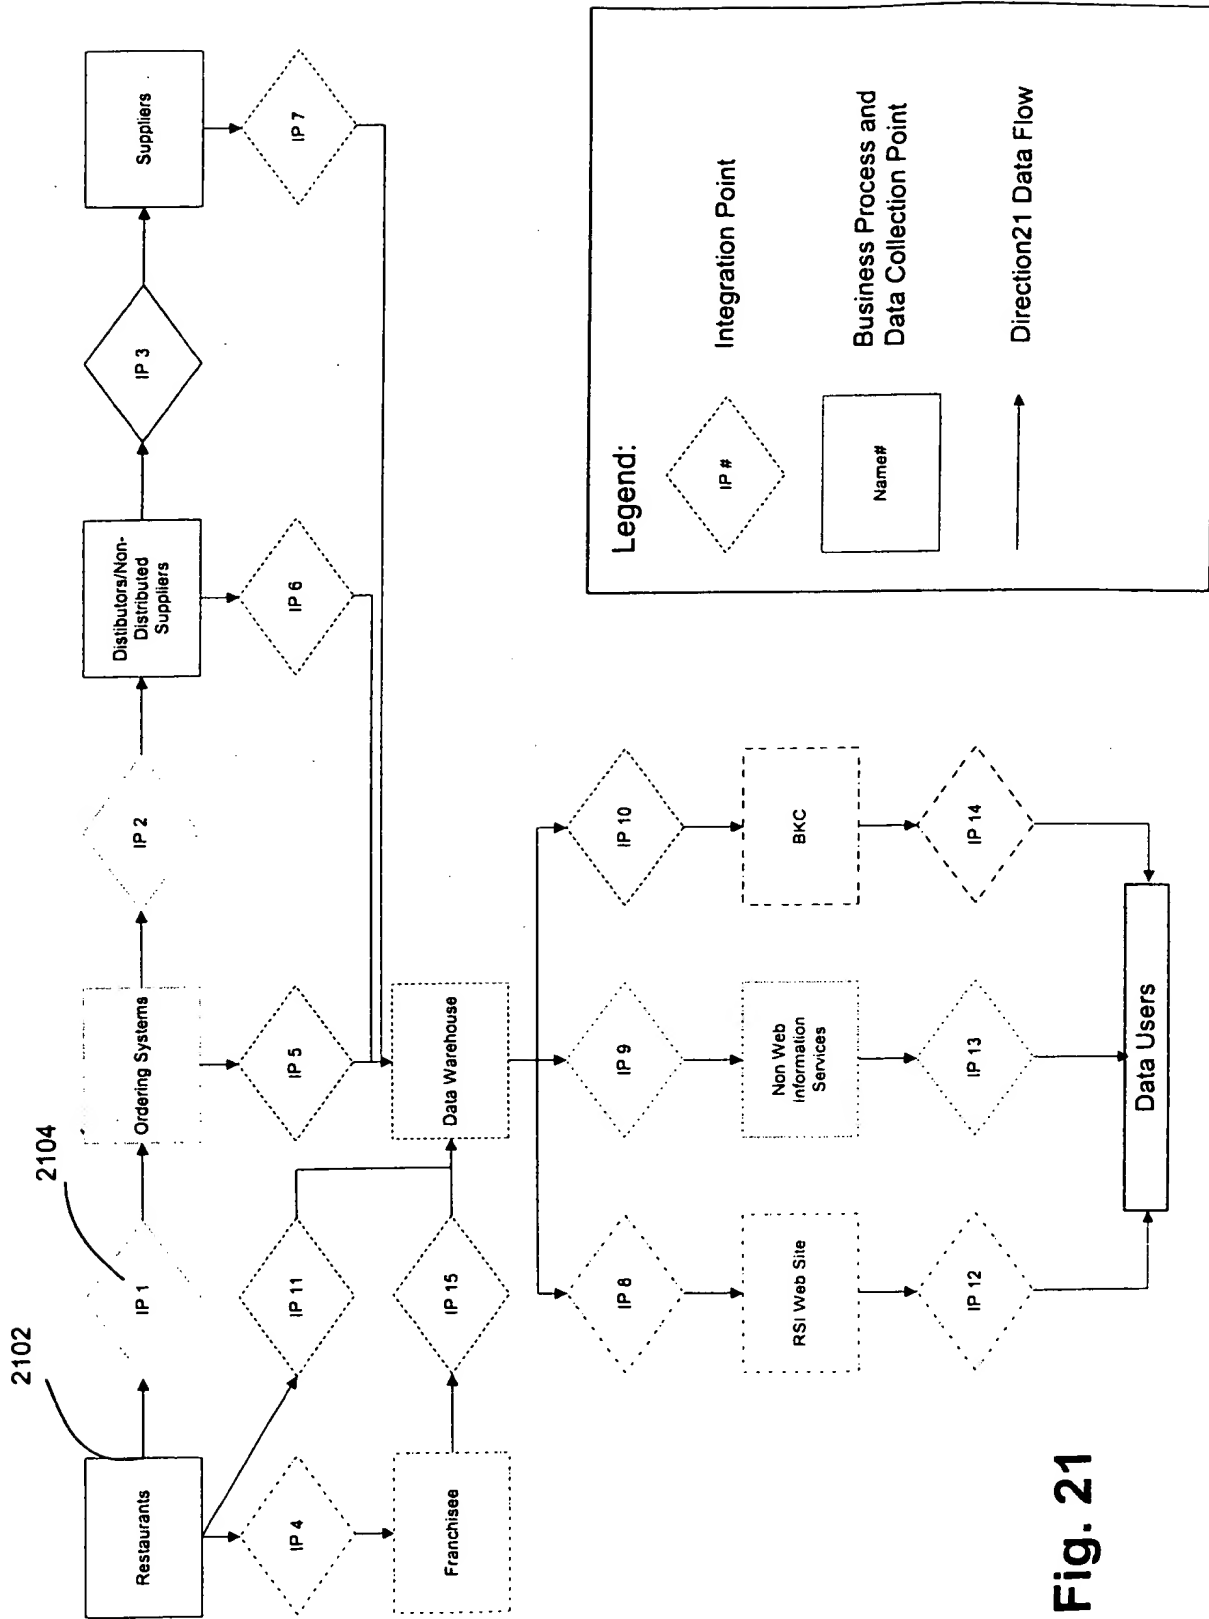 2102
2104
Restaurants
IP 1
Ordering Systems
IP 2
Distibutors/Non-
Distributed
Suppliers
IP 3
Suppliers
IP 4
IP 11
IP 5
IP 6
IP 7
Franchisee
IP 15
Data Warehouse
IP 8
IP 9
IP 10
RSI Web Site
Non Web
Information
Services
BKC
IP 12
IP 13
IP 14
Data Users
Legend:
IP #
Integration Point
Name#
Business Process and
Data Collection Point
Direction21 Data Flow
Fig. 21